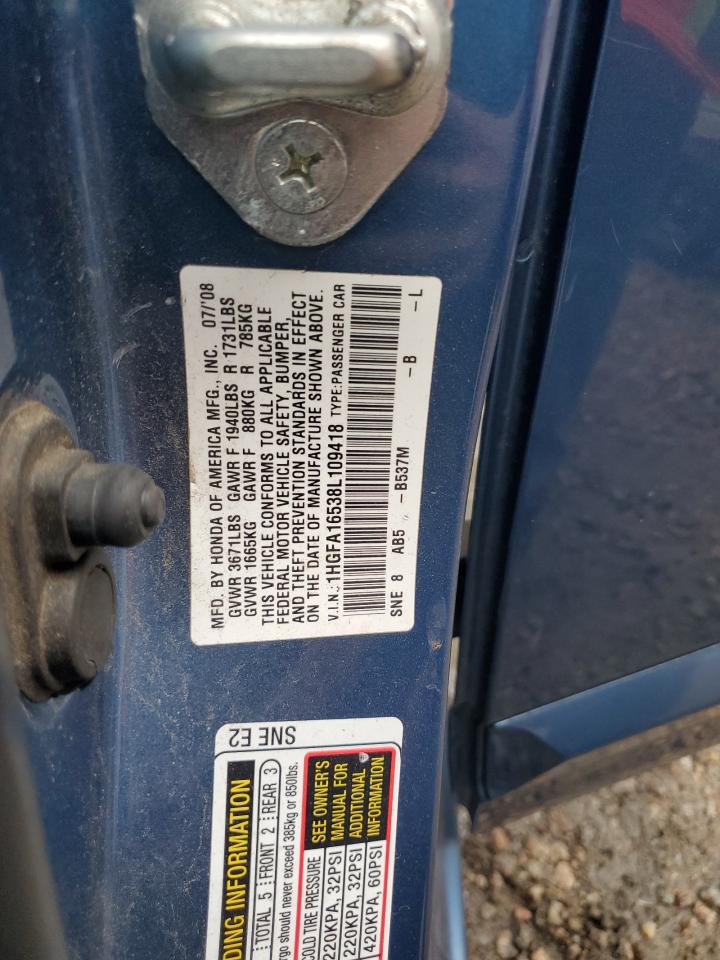 MFD. BY HONDA OF AMERICA MFG., INC. 07/'08
GVWR 3671LBS GAWR F 1940LBS R 1731LBS
GVWR 1665KG GAWR F 880KG R 785KG
THIS VEHICLE CONFORMS TO ALL APPLICABLE
FEDERAL MOTOR VEHICLE SAFETY, BUMPER,
AND THEFT PREVENTION STANDARDS IN EFFECT
ON THE DATE OF MANUFACTURE SHOWN ABOVE.
V.I.N.:1HGFA16538L109418 TYPE:PASSENGER CAR
SNE 8 AB5 -B537M -B -L
SNE E2
INFORMATION
TOTAL 5 FRONT 2 REAR 3
should never exceed 385kg or 850lbs.
COLD TIRE PRESSURE
220KPA, 32PSI
220KPA, 32PSI
420KPA, 60PSI
SEE OWNER'S
MANUAL FOR
ADDITIONAL
INFORMATION